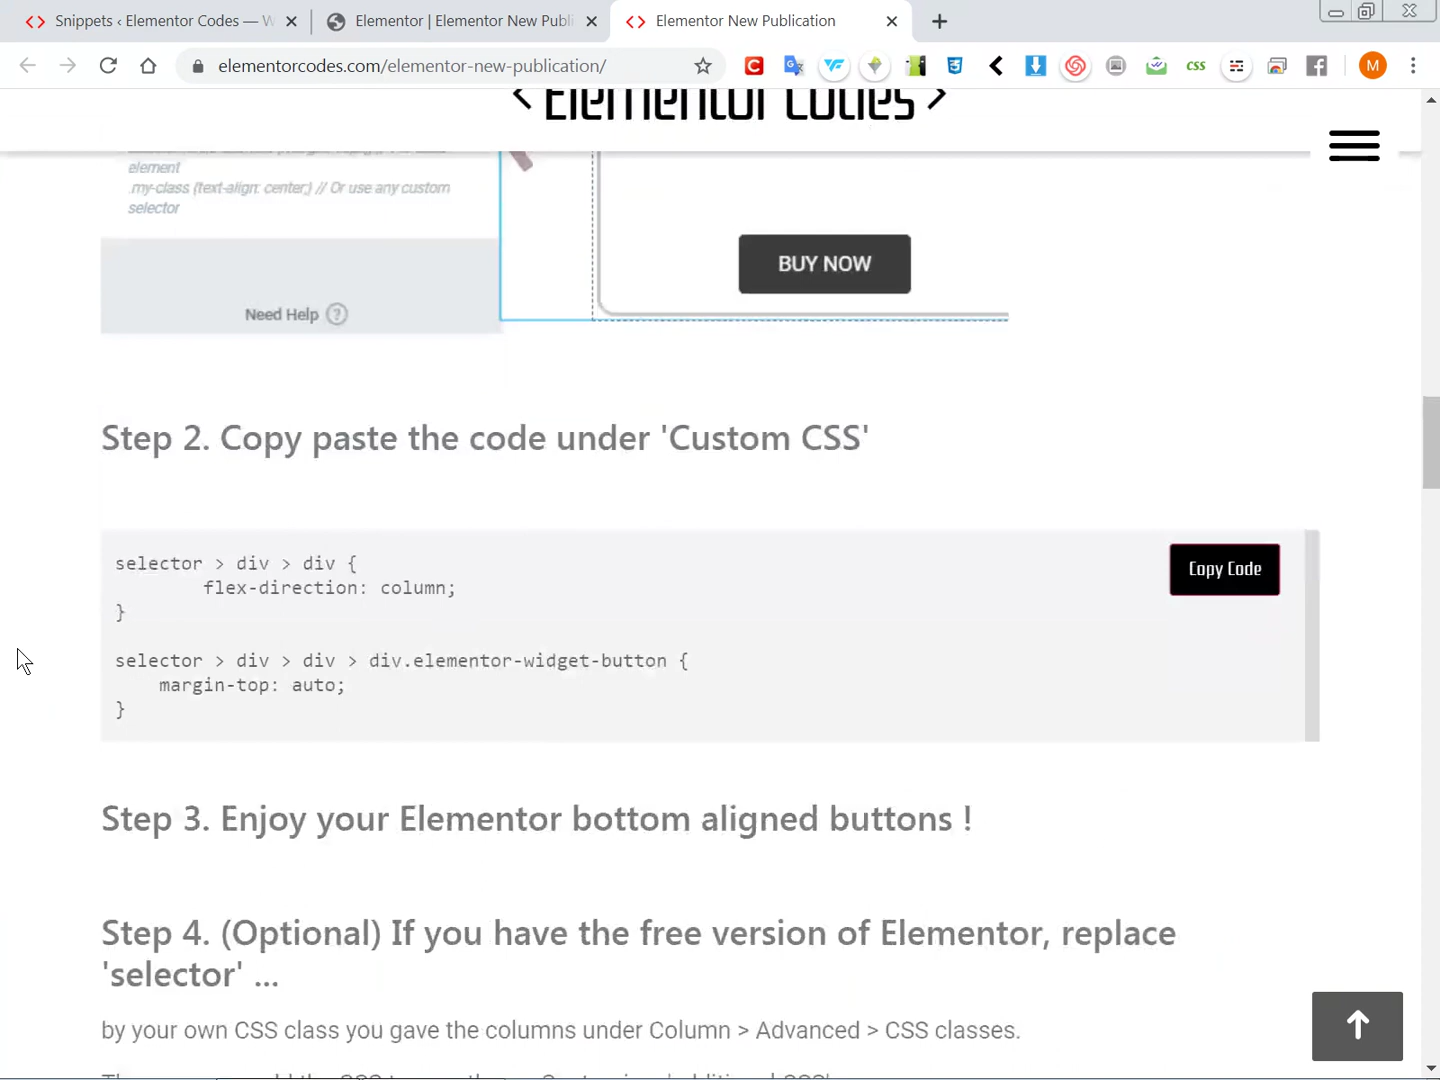 Snippets ‹ Elementor Codes — W
Elementor | Elementor New Publi
Elementor New Publication
elementorcodes.com/elementor-new-publication/
css
M
< Elementor Codes >
element
.my-class {text-align: center;} // Or use any custom
selector
BUY NOW
Need Help ?
Step 2. Copy paste the code under 'Custom CSS'
Copy Code
selector > div > div {
flex-direction: column;
}
selector > div > div > div.elementor-widget-button {
margin-top: auto;
}
Step 3. Enjoy your Elementor bottom aligned buttons !
Step 4. (Optional) If you have the free version of Elementor, replace
'selector' ...
by your own CSS class you gave the columns under Column > Advanced > CSS classes.